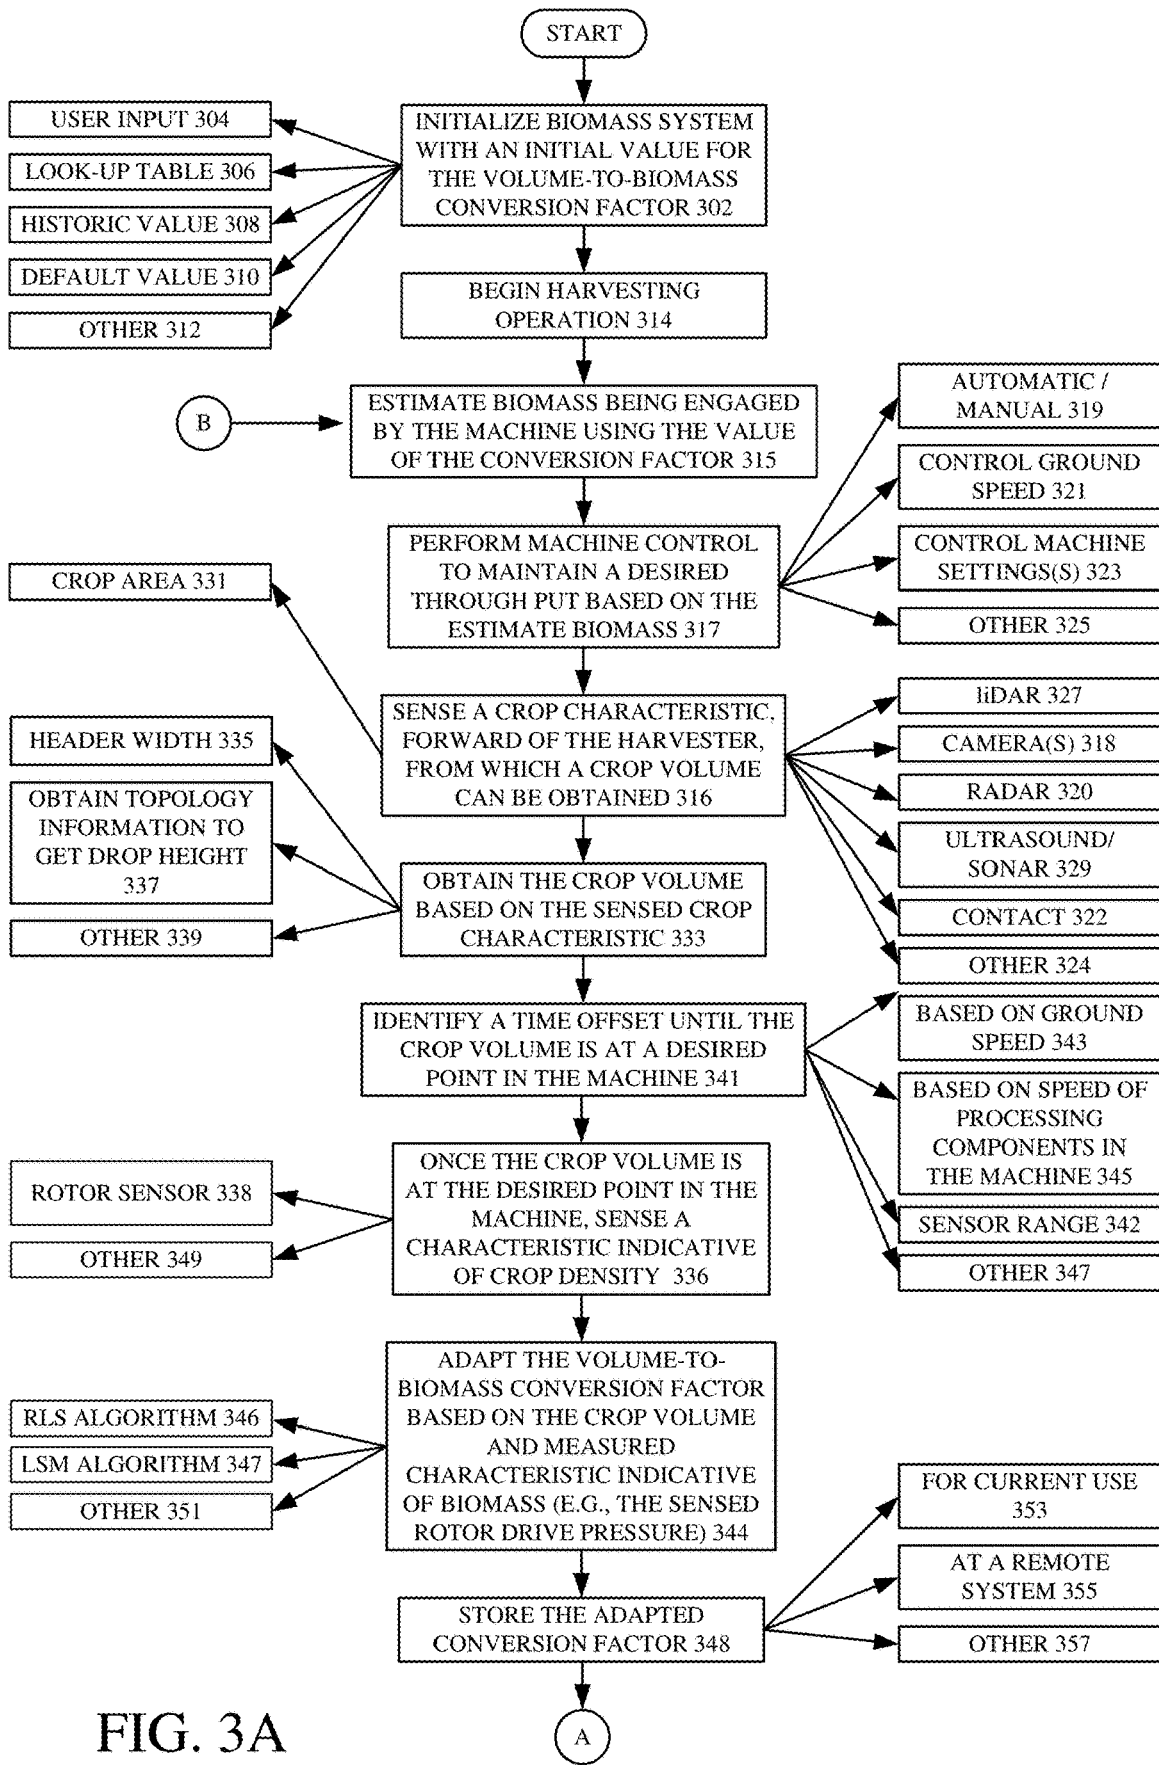 START
USER INPUT 304
LOOK-UP TABLE 306
HISTORIC VALUE 308
DEFAULT VALUE 310
OTHER 312
INITIALIZE BIOMASS SYSTEM
WITH AN INITIAL VALUE FOR
THE VOLUME-TO-BIOMASS
CONVERSION FACTOR 302
BEGIN HARVESTING
OPERATION 314
B
ESTIMATE BIOMASS BEING ENGAGED
BY THE MACHINE USING THE VALUE
OF THE CONVERSION FACTOR 315
AUTOMATIC /
MANUAL 319
CONTROL GROUND
SPEED 321
CONTROL MACHINE
SETTINGS(S) 323
OTHER 325
PERFORM MACHINE CONTROL
TO MAINTAIN A DESIRED
THROUGH PUT BASED ON THE
ESTIMATE BIOMASS 317
CROP AREA 331
SENSE A CROP CHARACTERISTIC,
FORWARD OF THE HARVESTER,
FROM WHICH A CROP VOLUME
CAN BE OBTAINED 316
liDAR 327
CAMERA(S) 318
RADAR 320
ULTRASOUND/
SONAR 329
CONTACT 322
OTHER 324
HEADER WIDTH 335
OBTAIN TOPOLOGY
INFORMATION TO
GET DROP HEIGHT
337
OTHER 339
OBTAIN THE CROP VOLUME
BASED ON THE SENSED CROP
CHARACTERISTIC 333
IDENTIFY A TIME OFFSET UNTIL THE
CROP VOLUME IS AT A DESIRED
POINT IN THE MACHINE 341
BASED ON GROUND
SPEED 343
BASED ON SPEED OF
PROCESSING
COMPONENTS IN
THE MACHINE 345
SENSOR RANGE 342
OTHER 347
ROTOR SENSOR 338
OTHER 349
ONCE THE CROP VOLUME IS
AT THE DESIRED POINT IN THE
MACHINE, SENSE A
CHARACTERISTIC INDICATIVE
OF CROP DENSITY 336
RLS ALGORITHM 346
LSM ALGORITHM 347
OTHER 351
ADAPT THE VOLUME-TO-
BIOMASS CONVERSION FACTOR
BASED ON THE CROP VOLUME
AND MEASURED
CHARACTERISTIC INDICATIVE
OF BIOMASS (E.G., THE SENSED
ROTOR DRIVE PRESSURE) 344
FOR CURRENT USE
353
AT A REMOTE
SYSTEM 355
OTHER 357
STORE THE ADAPTED
CONVERSION FACTOR 348
A
FIG. 3A